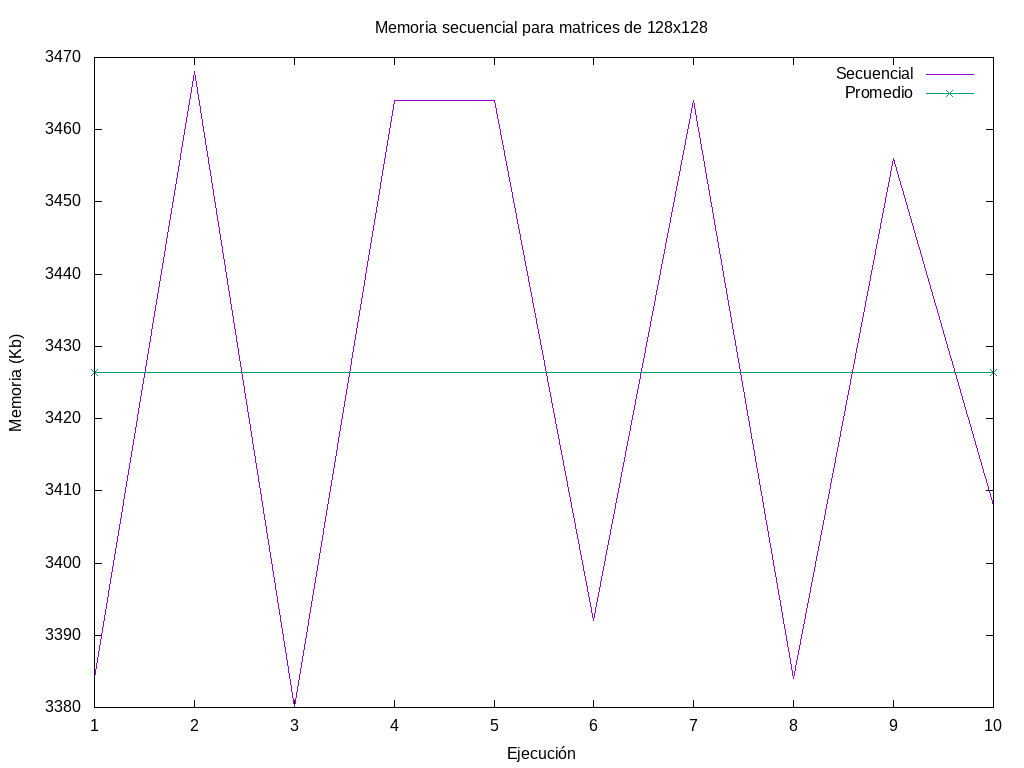 Memoria secuencial para matrices de 128x128
3470
3460
3450
3440
3430
3420
3410
3400
3390
3380
Memoria (Kb)
Secuencial
Promedio
1 2 3 4 5 6 7 8 9 10
Ejecución